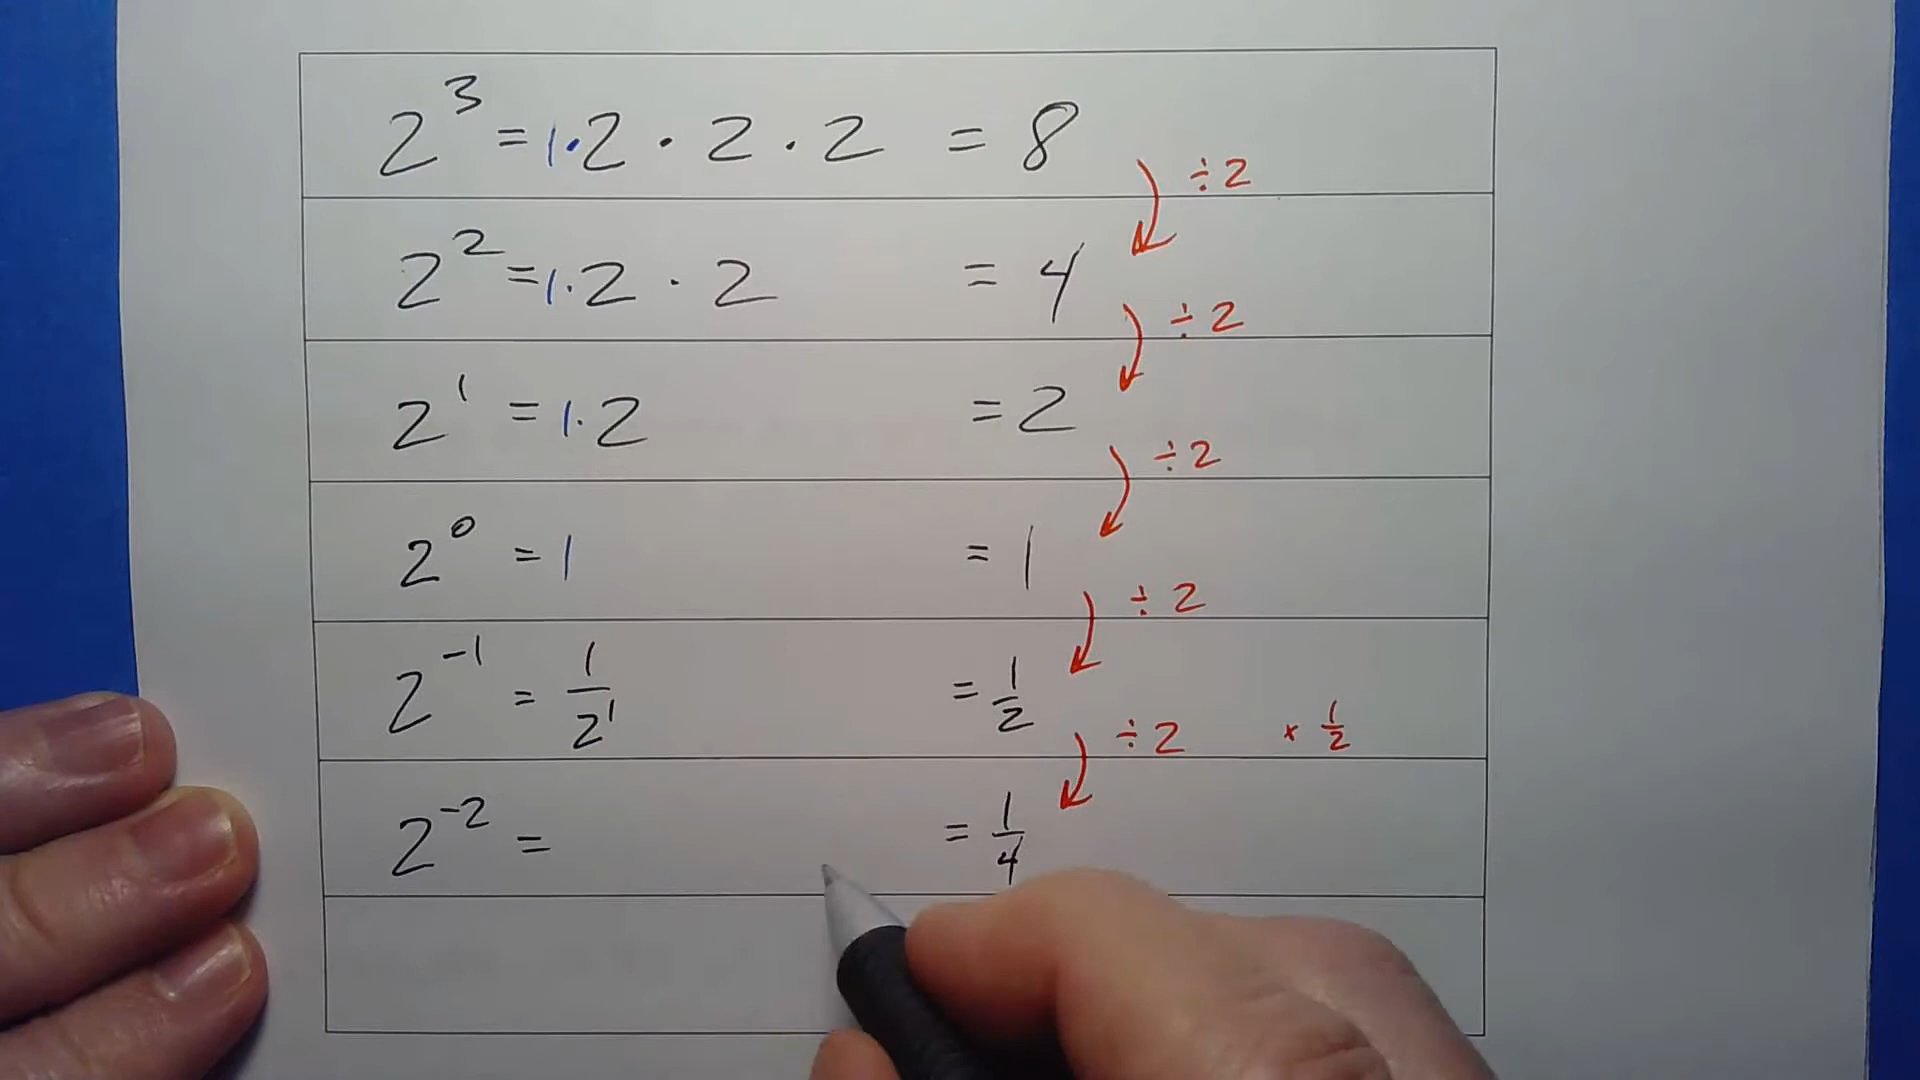 2³ = 1·2 · 2 · 2 = 8
÷2
2² = 1·2 · 2 = 4
÷2
2¹ = 1·2 = 2
÷2
2⁰ = 1 = 1
÷2
2⁻¹ = 1/2¹ = 1/2
÷2 × 1/2
2⁻² = = 1/4